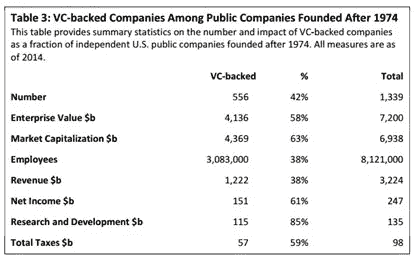 Table 3: VC-backed Companies Among Public Companies Founded After 1974
This table provides summary statistics on the number and impact of VC-backed companies
as a fraction of independent U.S. public companies founded after 1974. All measures are as
of 2014.
VC-backed % Total
Number 556 42% 1,339
Enterprise Value $b 4,136 58% 7,200
Market Capitalization $b 4,369 63% 6,938
Employees 3,083,000 38% 8,121,000
Revenue $b 1,222 38% 3,224
Net Income $b 151 61% 247
Research and Development $b 115 85% 135
Total Taxes $b 57 59% 98